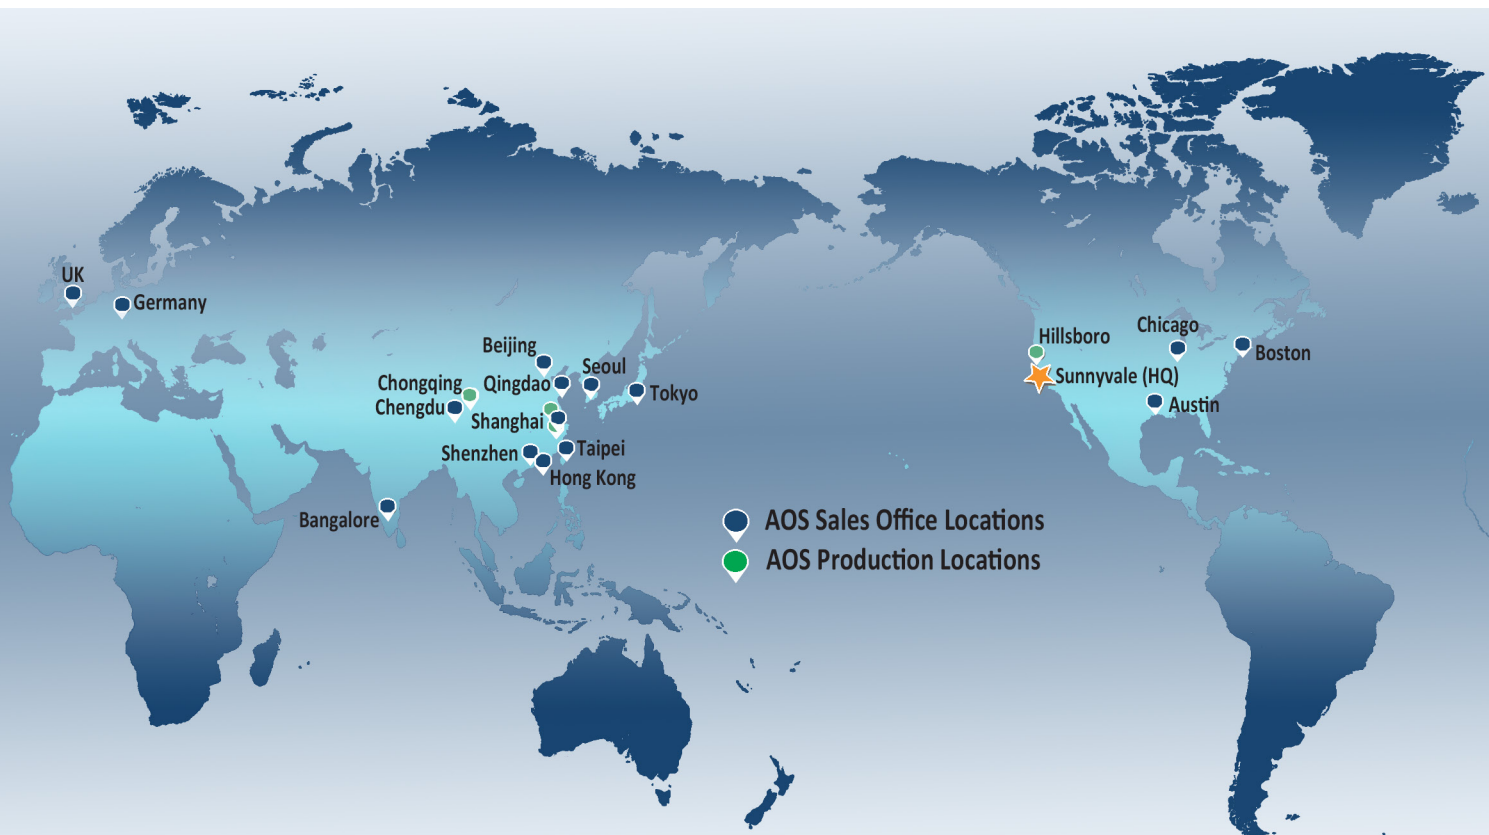 UK
Germany
Beijing
Seoul
Chongqing
Qingdao
Tokyo
Chengdu
Shanghai
Shenzhen
Taipei
Hong Kong
Bangalore
Hillsboro
Chicago
Boston
Sunnyvale (HQ)
Austin
AOS Sales Office Locations
AOS Production Locations